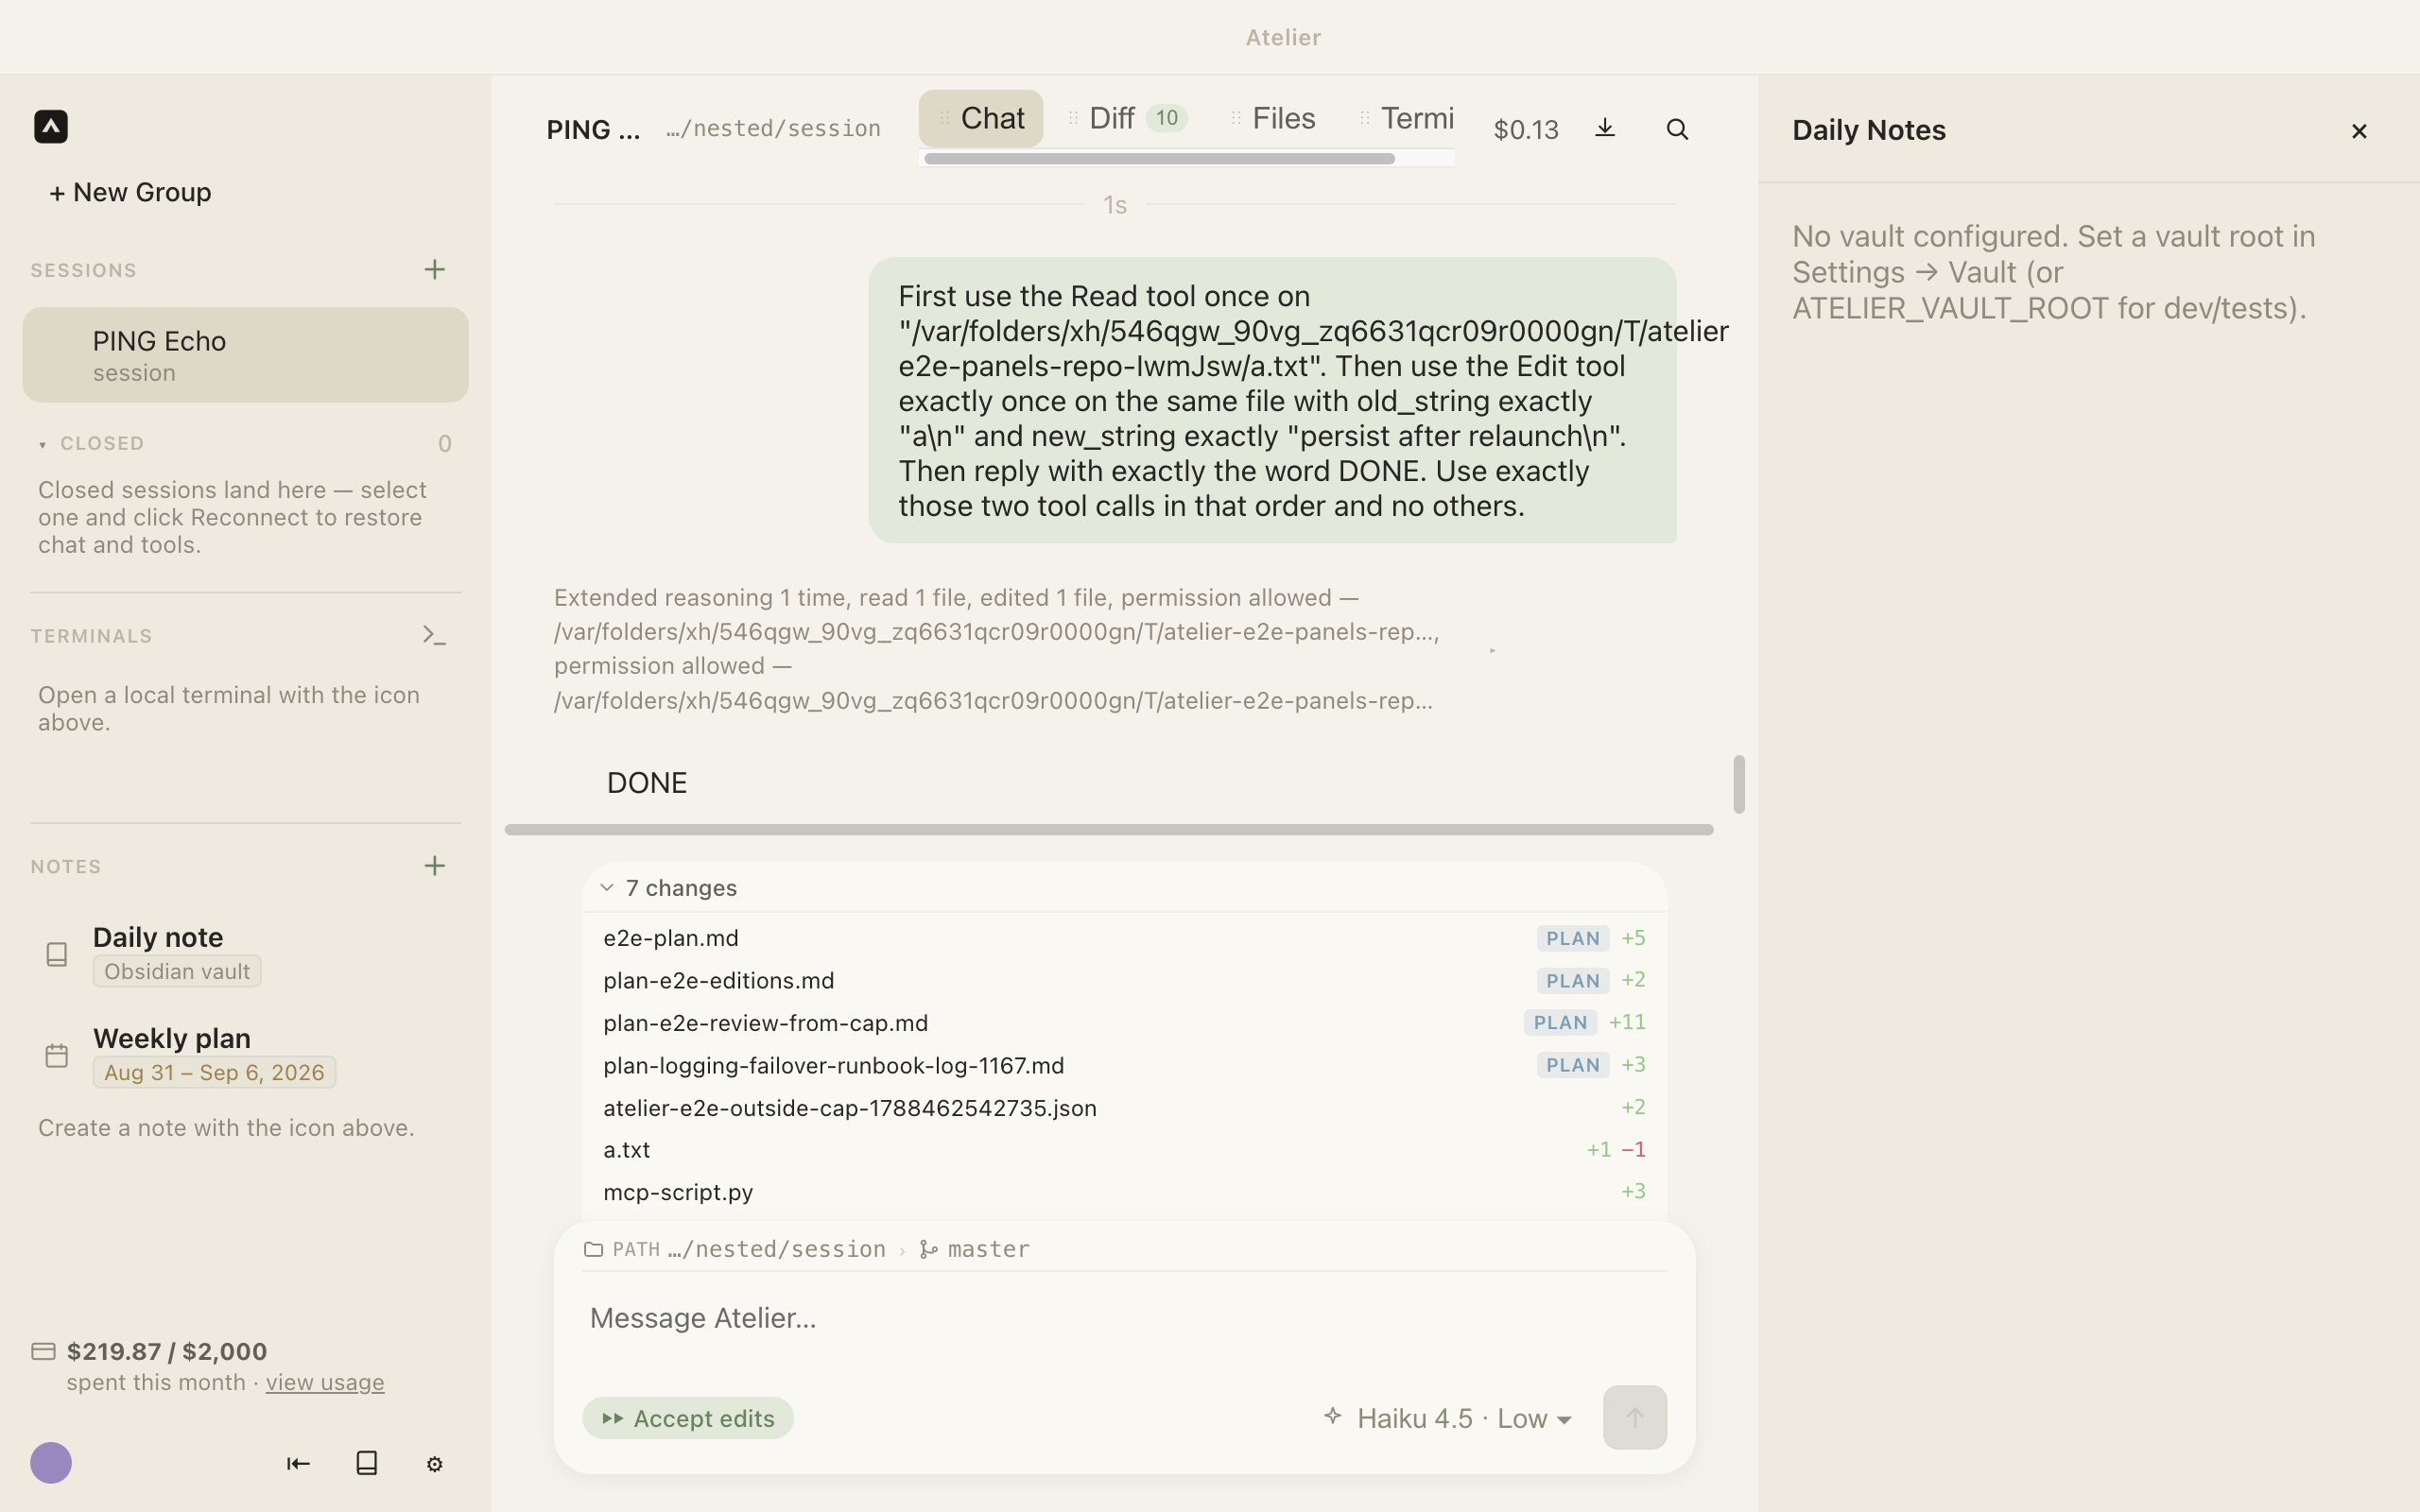 Atelier
+ New Group
SESSIONS
PING Echo
session
CLOSED 0
Closed sessions land here — select
one and click Reconnect to restore
chat and tools.
TERMINALS
Open a local terminal with the icon
above.
NOTES
Daily note
Obsidian vault
Weekly plan
Aug 31 – Sep 6, 2026
Create a note with the icon above.
$219.87 / $2,000
spent this month · view usage
PING ... …/nested/session Chat Diff 10 Files Termi $0.13
1s
First use the Read tool once on
"/var/folders/xh/546qgw_90vg_zq6631qcr09r0000gn/T/atelier
e2e-panels-repo-lwmJsw/a.txt". Then use the Edit tool
exactly once on the same file with old_string exactly
"a\n" and new_string exactly "persist after relaunch\n".
Then reply with exactly the word DONE. Use exactly
those two tool calls in that order and no others.
Extended reasoning 1 time, read 1 file, edited 1 file, permission allowed —
/var/folders/xh/546qgw_90vg_zq6631qcr09r0000gn/T/atelier-e2e-panels-rep…,
permission allowed —
/var/folders/xh/546qgw_90vg_zq6631qcr09r0000gn/T/atelier-e2e-panels-rep…
DONE
7 changes
e2e-plan.md PLAN +5
plan-e2e-editions.md PLAN +2
plan-e2e-review-from-cap.md PLAN +11
plan-logging-failover-runbook-log-1167.md PLAN +3
atelier-e2e-outside-cap-1788462542735.json +2
a.txt +1 −1
mcp-script.py +3
PATH …/nested/session › master
Message Atelier...
Accept edits Haiku 4.5 · Low
Daily Notes ×
No vault configured. Set a vault root in
Settings → Vault (or
ATELIER_VAULT_ROOT for dev/tests).